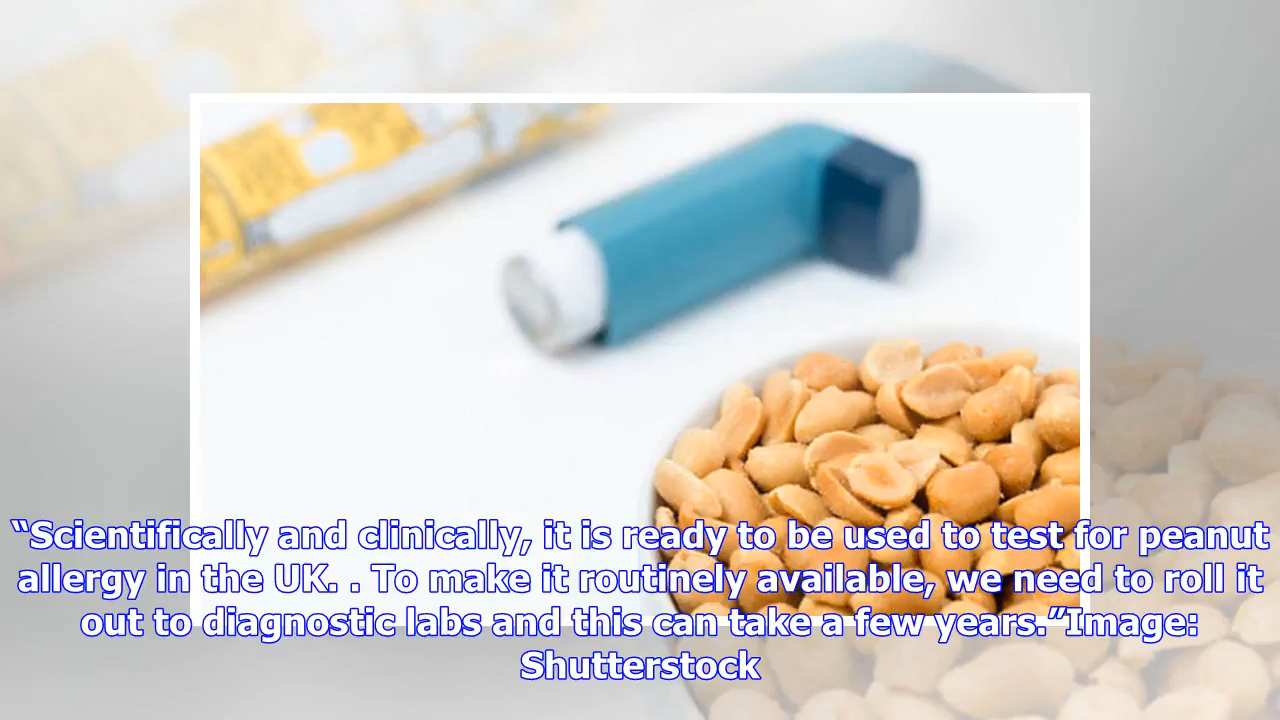 “Scientifically and clinically, it is ready to be used to test for peanut
allergy in the UK. . To make it routinely available, we need to roll it
out to diagnostic labs and this can take a few years.”Image:
Shutterstock